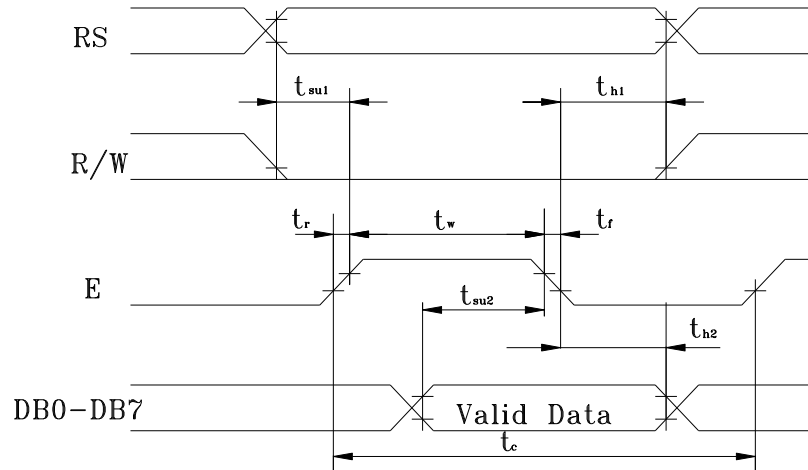 RS
tsu1
th1
R/W
tr
tw
tf
E
tsu2
th2
DB0-DB7
Valid Data
tc